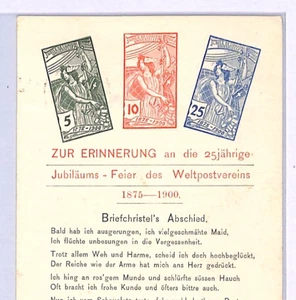 5
10
25
ZUR ERINNERUNG an die 25jährige
Jubiläums - Feier des Weltpostvereins
1875—1900.
Briefchristel's Abschied,
Bald hab ich ausgerungen, ich vielgeschmähte Maid,
Ich flüchte unbesungen in die Vergessenheit.
Trotz allem Weh und Harme, scheid ich doch hochbeglückt,
Der Reiche wie der Arme hat mich ans Herz gedrückt.
Ich hing an ros'gem Munde und schlürfte süssen Hauch
Oft bracht ich frohe Kunde und öfters bittre auch.